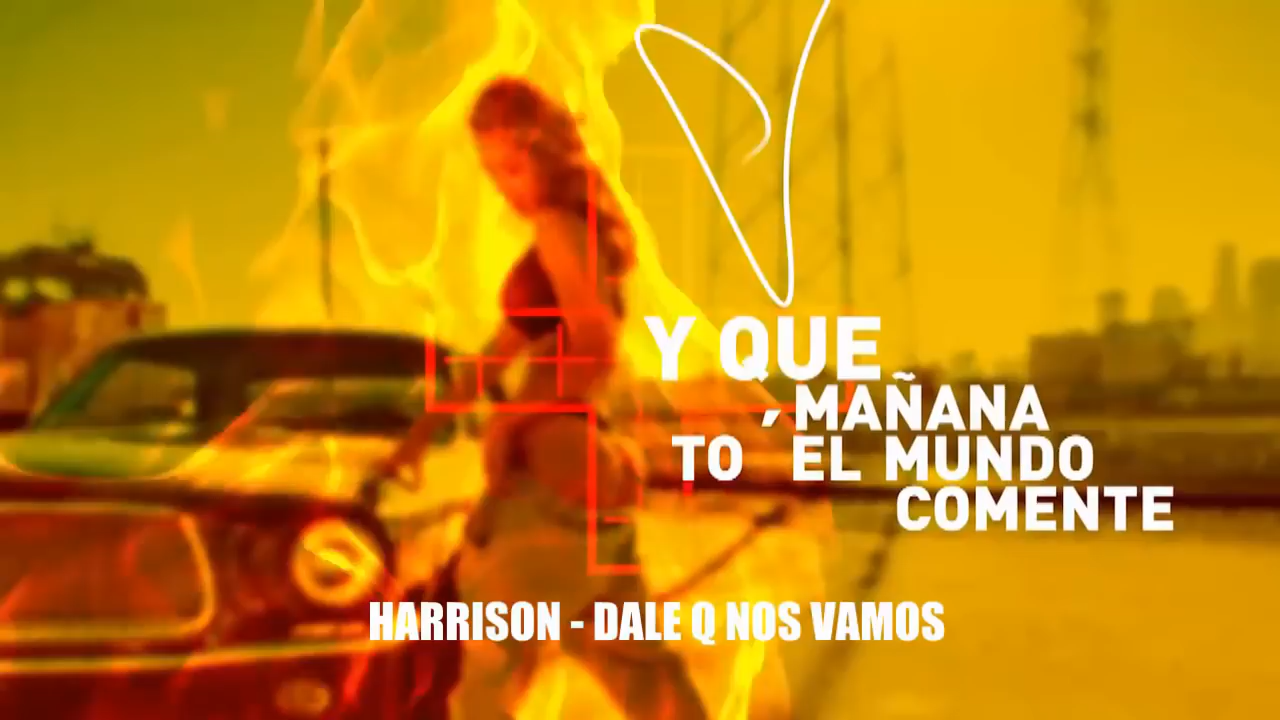 Y QUE
´MAÑANA
TO EL MUNDO
COMENTE
HARRISON - DALE Q NOS VAMOS